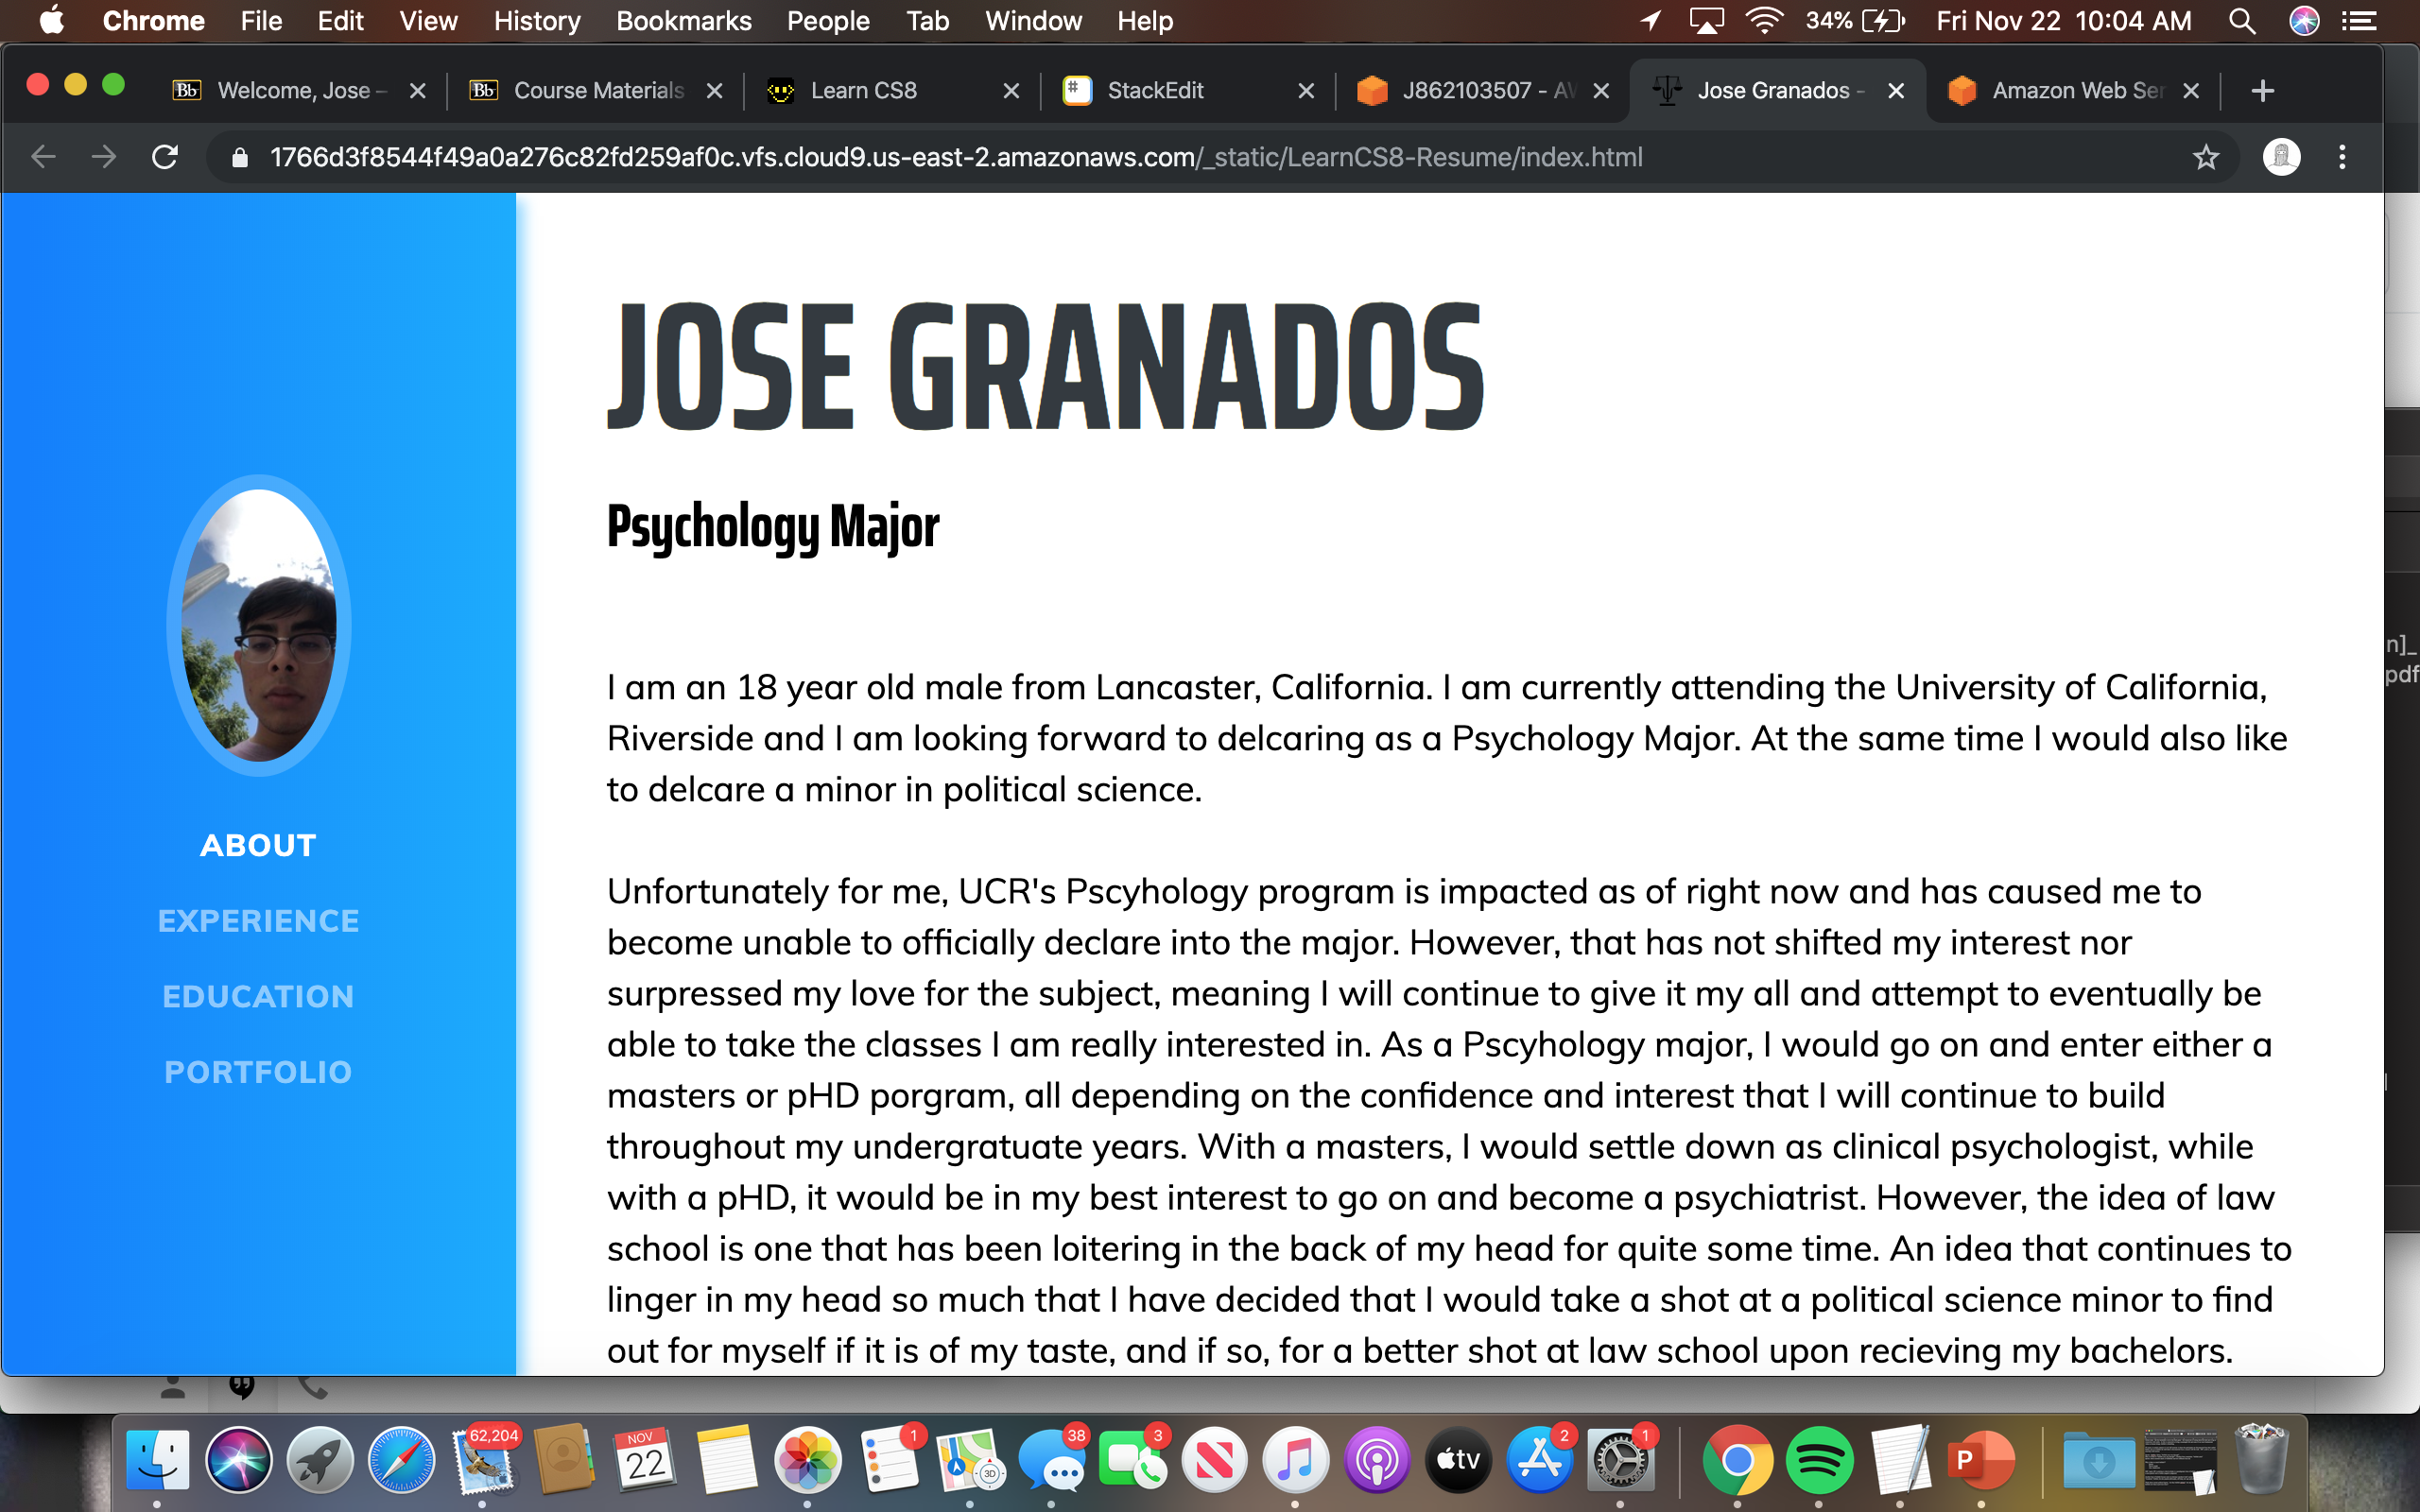 Chrome File Edit View History Bookmarks People Tab Window Help 34% Fri Nov 22 10:04 AM
Bb Welcome, Jose – Bb Course Materials Learn CS8 # StackEdit J862103507 - AW Jose Granados - Amazon Web Ser
1766d3f8544f49a0a276c82fd259af0c.vfs.cloud9.us-east-2.amazonaws.com/_static/LearnCS8-Resume/index.html
JOSE GRANADOS
Psychology Major
I am an 18 year old male from Lancaster, California. I am currently attending the University of California,
Riverside and I am looking forward to delcaring as a Psychology Major. At the same time I would also like
to delcare a minor in political science.
Unfortunately for me, UCR's Pscyhology program is impacted as of right now and has caused me to
become unable to officially declare into the major. However, that has not shifted my interest nor
surpressed my love for the subject, meaning I will continue to give it my all and attempt to eventually be
able to take the classes I am really interested in. As a Pscyhology major, I would go on and enter either a
masters or pHD porgram, all depending on the confidence and interest that I will continue to build
throughout my undergratuate years. With a masters, I would settle down as clinical psychologist, while
with a pHD, it would be in my best interest to go on and become a psychiatrist. However, the idea of law
school is one that has been loitering in the back of my head for quite some time. An idea that continues to
linger in my head so much that I have decided that I would take a shot at a political science minor to find
out for myself if it is of my taste, and if so, for a better shot at law school upon recieving my bachelors.
ABOUT
EXPERIENCE
EDUCATION
PORTFOLIO
n]_
pdf
62,204 NOV 22 1 3D 38 3 tv 2 1 P